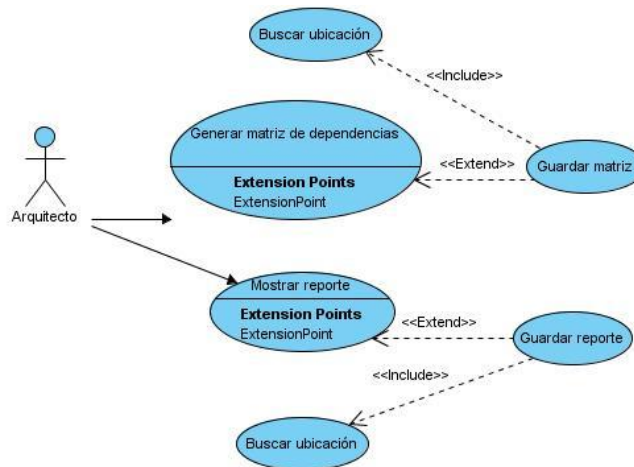 Buscar ubicación
<<Include>>
Generar matriz de dependencias
Extension Points
ExtensionPoint
<<Extend>>
Guardar matriz
Arquitecto
Mostrar reporte
Extension Points
ExtensionPoint
<<Extend>>
Guardar reporte
<<Include>>
Buscar ubicación